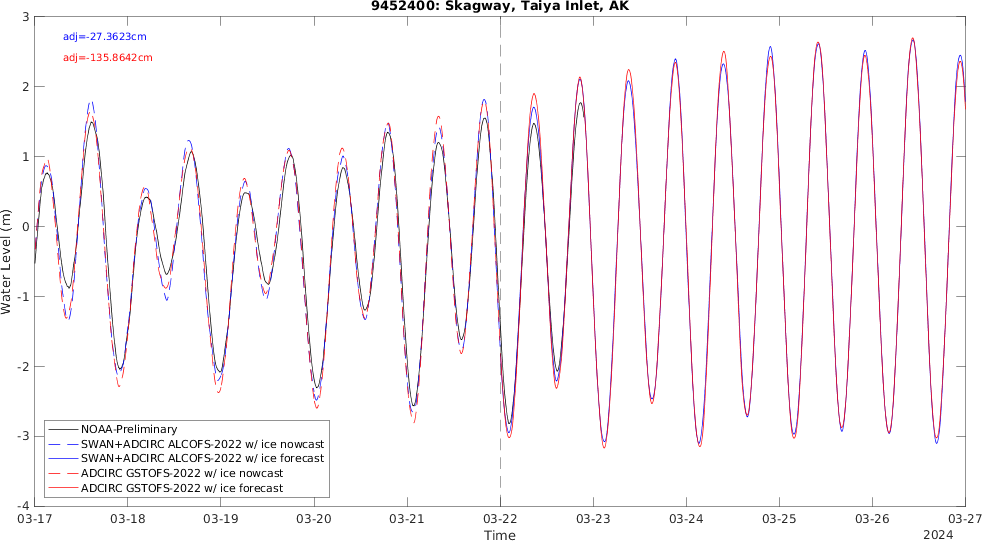 9452400: Skagway, Taiya Inlet, AK
3
adj=-27.3623cm
adj=-135.8642cm
2
1
0
-1
-2
-3
-4
Water Level (m)
NOAA-Preliminary
SWAN+ADCIRC ALCOFS-2022 w/ ice nowcast
SWAN+ADCIRC ALCOFS-2022 w/ ice forecast
ADCIRC GSTOFS-2022 w/ ice nowcast
ADCIRC GSTOFS-2022 w/ ice forecast
03-17 03-18 03-19 03-20 03-21 03-22 03-23 03-24 03-25 03-26 03-27
Time
2024